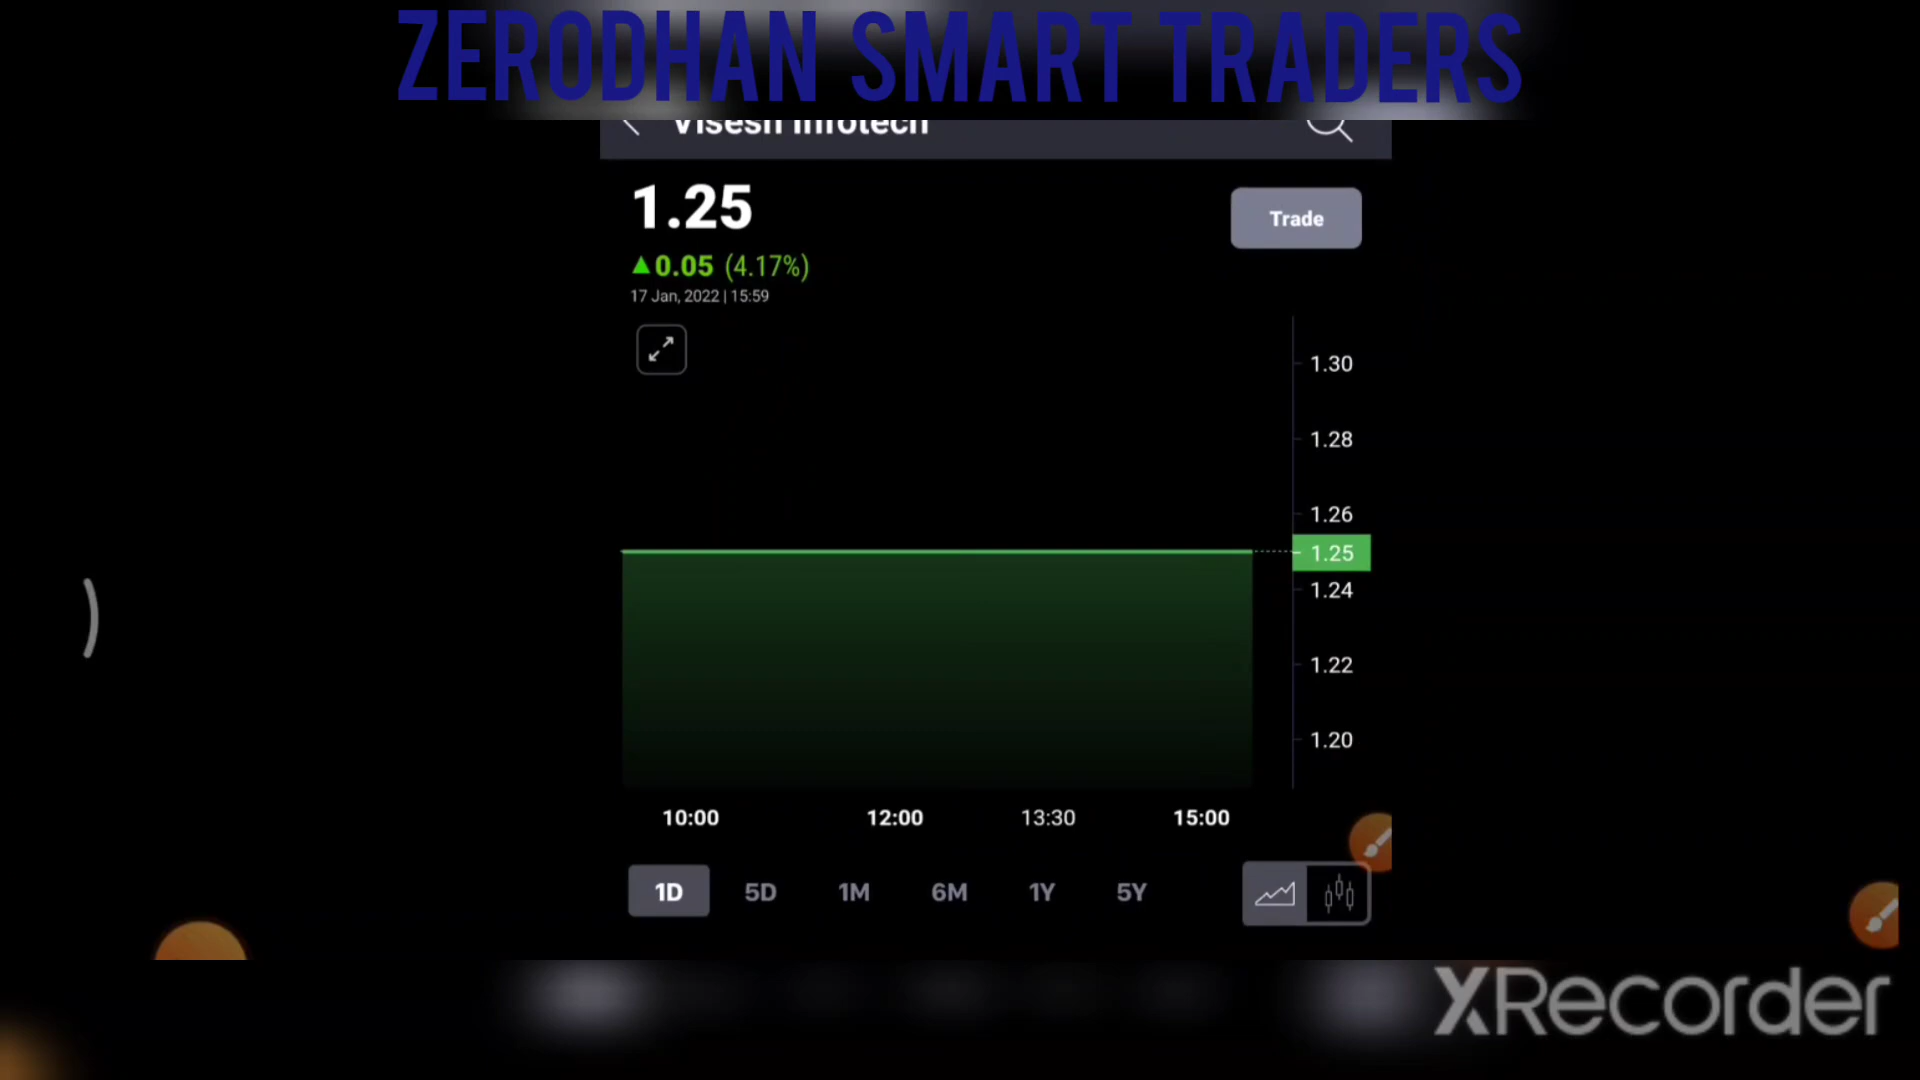 ZERODHAN SMART TRADERS
Visesh Infotech
1.25
Trade
▲0.05 (4.17%)
17 Jan, 2022 | 15:59
1.30
1.28
1.26
1.25
1.24
1.22
1.20
10:00 12:00 13:30 15:00
1D 5D 1M 6M 1Y 5Y
XRecorder